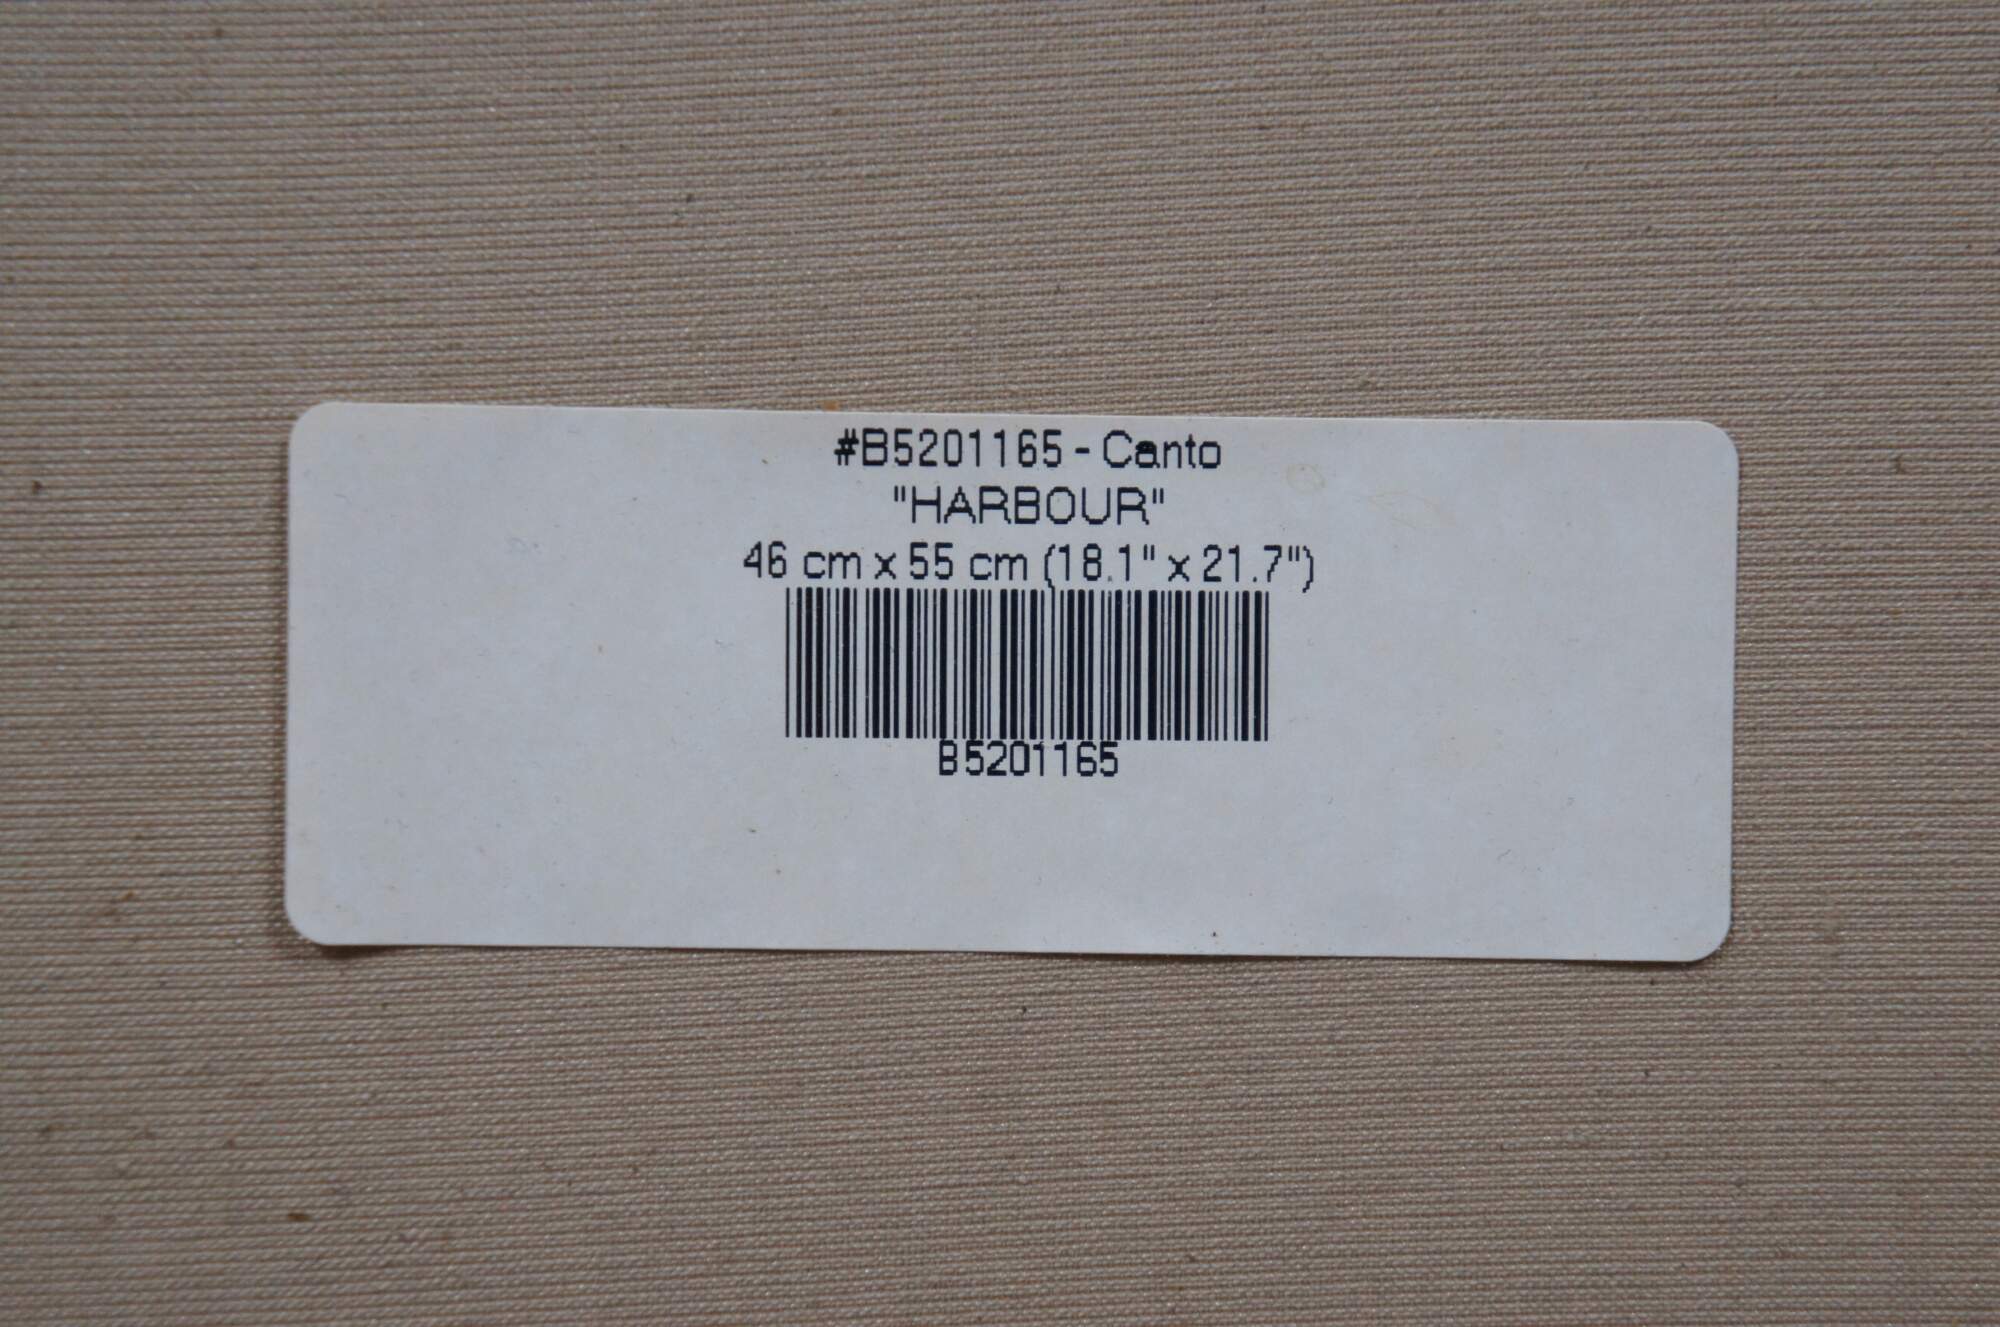 #B5201165 - Canto
"HARBOUR"
46 cm x 55 cm (18.1" x 21.7")
B5201165